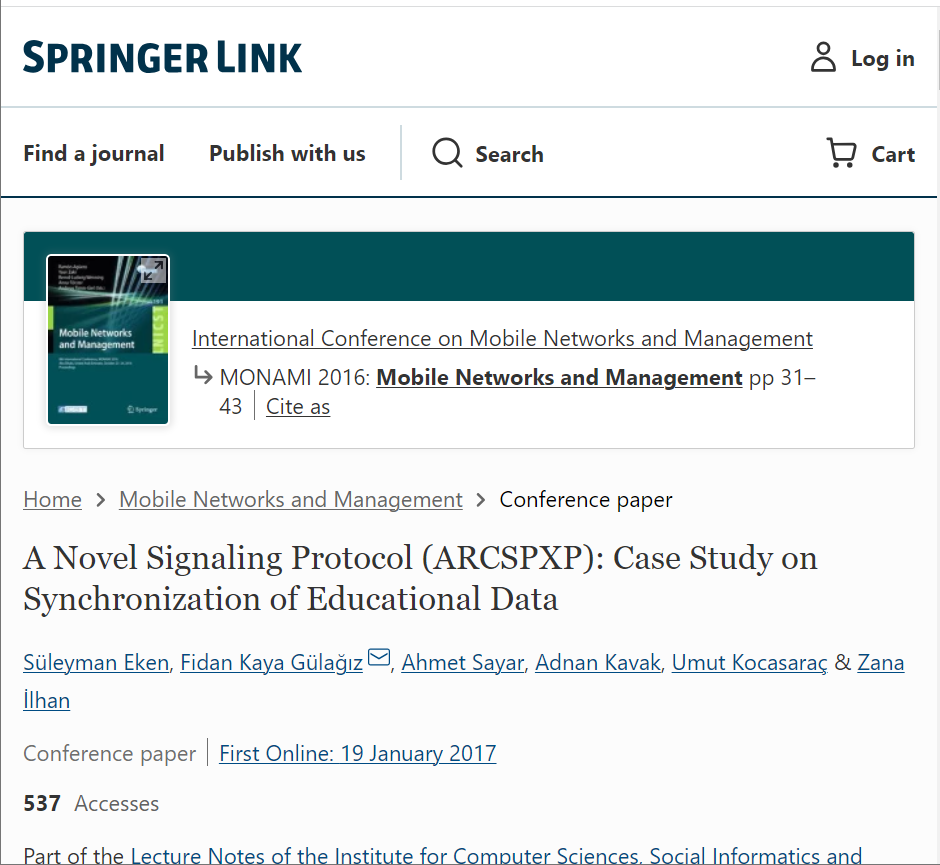 SPRINGER LINK
Log in
Find a journal
Publish with us
Search
Cart
Mobile Networks
and Management
LNICST
Springer
International Conference on Mobile Networks and Management
MONAMI 2016: Mobile Networks and Management pp 31–
43 | Cite as
Home > Mobile Networks and Management > Conference paper
A Novel Signaling Protocol (ARCSPXP): Case Study on
Synchronization of Educational Data
Süleyman Eken, Fidan Kaya Gülağız, Ahmet Sayar, Adnan Kavak, Umut Kocasaraç & Zana
İlhan
Conference paper | First Online: 19 January 2017
537 Accesses
Part of the Lecture Notes of the Institute for Computer Sciences, Social Informatics and